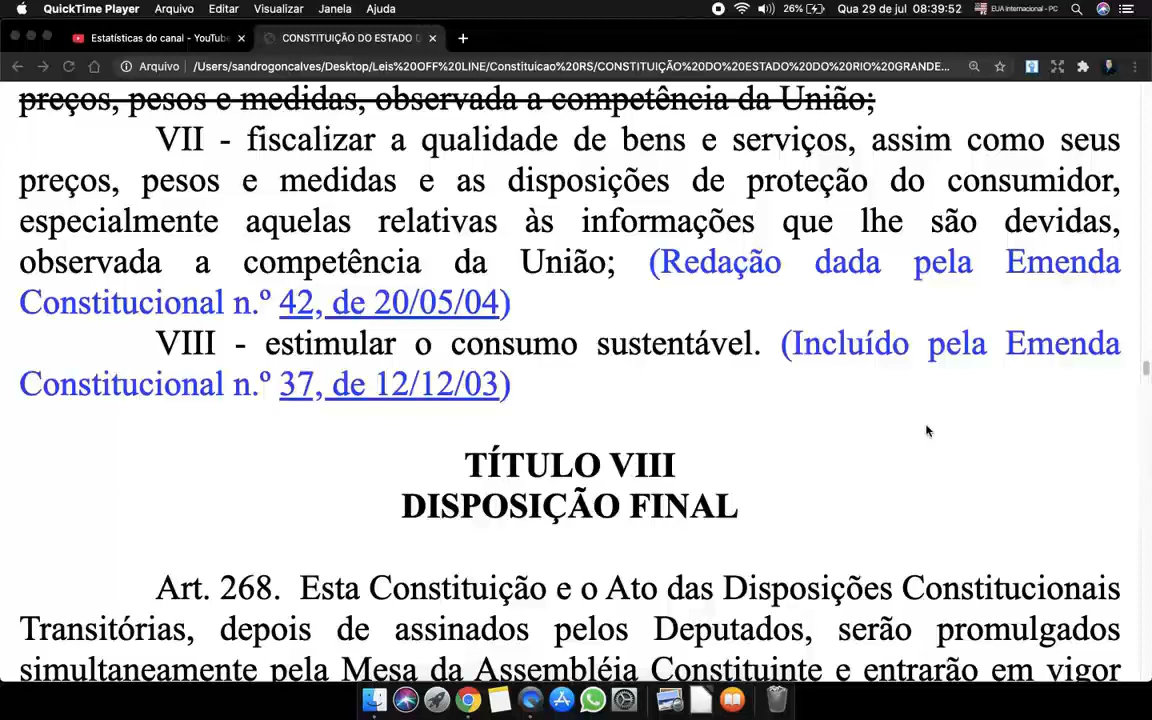 QuickTime Player Arquivo Editar Visualizar Janela Ajuda 26% Qua 29 de jul 08:39:52 EUA Internacional - PC
Estatísticas do canal - YouTube CONSTITUIÇÃO DO ESTADO
Arquivo /Users/sandrogoncalves/Desktop/Leis%20OFF%20LINE/Constituicao%20RS/CONSTITUIÇÃO%20DO%20ESTADO%20DO%20RIO%20GRANDE...
preços, pesos e medidas, observada a competência da União;
VII - fiscalizar a qualidade de bens e serviços, assim como seus
preços, pesos e medidas e as disposições de proteção do consumidor,
especialmente aquelas relativas às informações que lhe são devidas,
observada a competência da União; (Redação dada pela Emenda
Constitucional n.º 42, de 20/05/04)
VIII - estimular o consumo sustentável. (Incluído pela Emenda
Constitucional n.º 37, de 12/12/03)
TÍTULO VIII
DISPOSIÇÃO FINAL
Art. 268. Esta Constituição e o Ato das Disposições Constitucionais
Transitórias, depois de assinados pelos Deputados, serão promulgados
simultaneamente pela Mesa da Assembléia Constituinte e entrarão em vigor